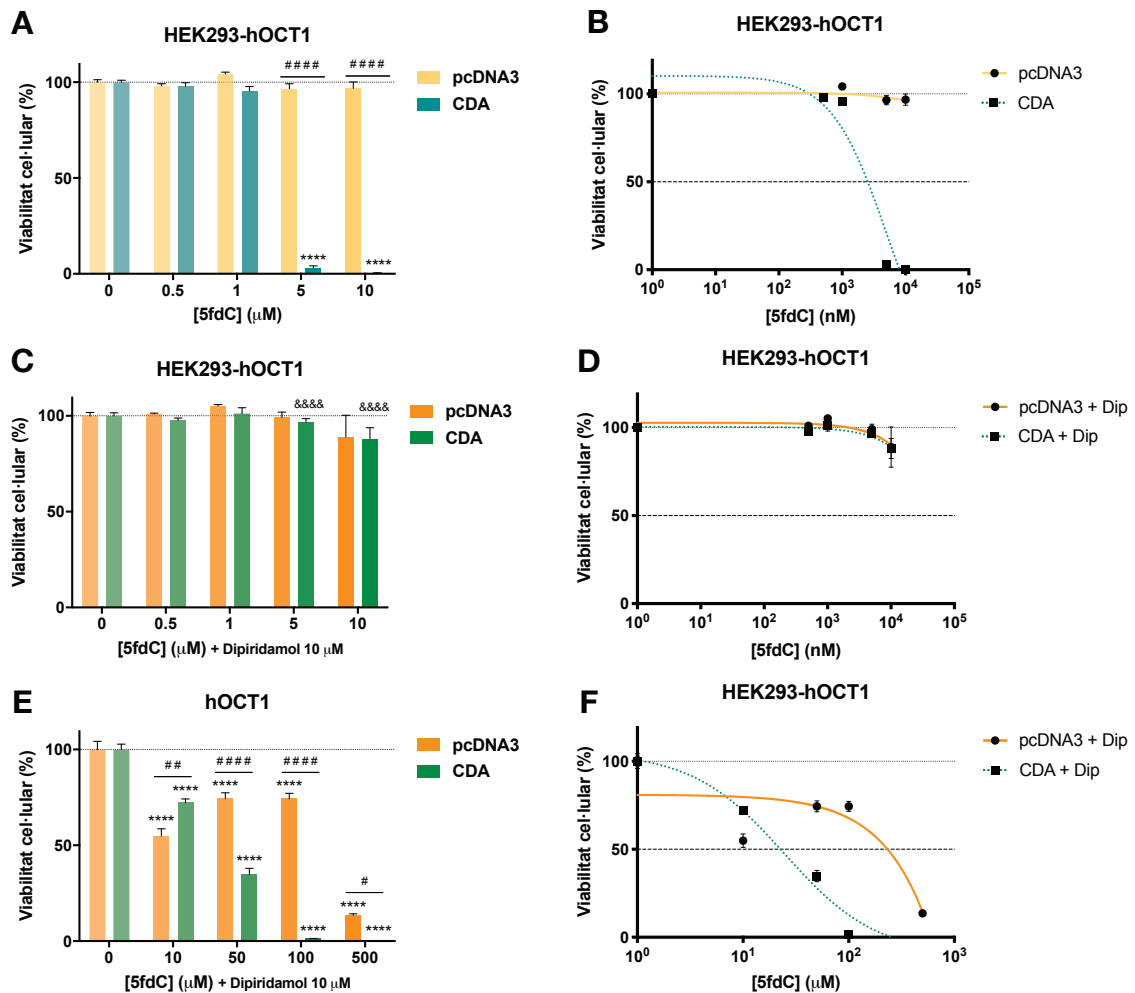 A
HEK293-hOCT1
Viabilitat cel·lular (%)
100
50
0
#### ####
**** ****
0 0.5 1 5 10
[5fdC] (μM)
pcDNA3
CDA
B
HEK293-hOCT1
Viabilitat cel·lular (%)
100
50
0
10⁰ 10¹ 10² 10³ 10⁴ 10⁵
[5fdC] (nM)
pcDNA3
CDA
C
HEK293-hOCT1
Viabilitat cel·lular (%)
100
50
0
&&&& &&&&
0 0.5 1 5 10
[5fdC] (μM) + Dipiridamol 10 μM
pcDNA3
CDA
D
HEK293-hOCT1
Viabilitat cel·lular (%)
100
50
0
10⁰ 10¹ 10² 10³ 10⁴ 10⁵
[5fdC] (nM)
pcDNA3 + Dip
CDA + Dip
E
hOCT1
Viabilitat cel·lular (%)
100
50
0
## #### #### #
**** **** **** **** **** **** **** ****
0 10 50 100 500
[5fdC] (μM) + Dipiridamol 10 μM
pcDNA3
CDA
F
HEK293-hOCT1
Viabilitat cel·lular (%)
100
50
0
10⁰ 10¹ 10² 10³
[5fdC] (μM)
pcDNA3 + Dip
CDA + Dip